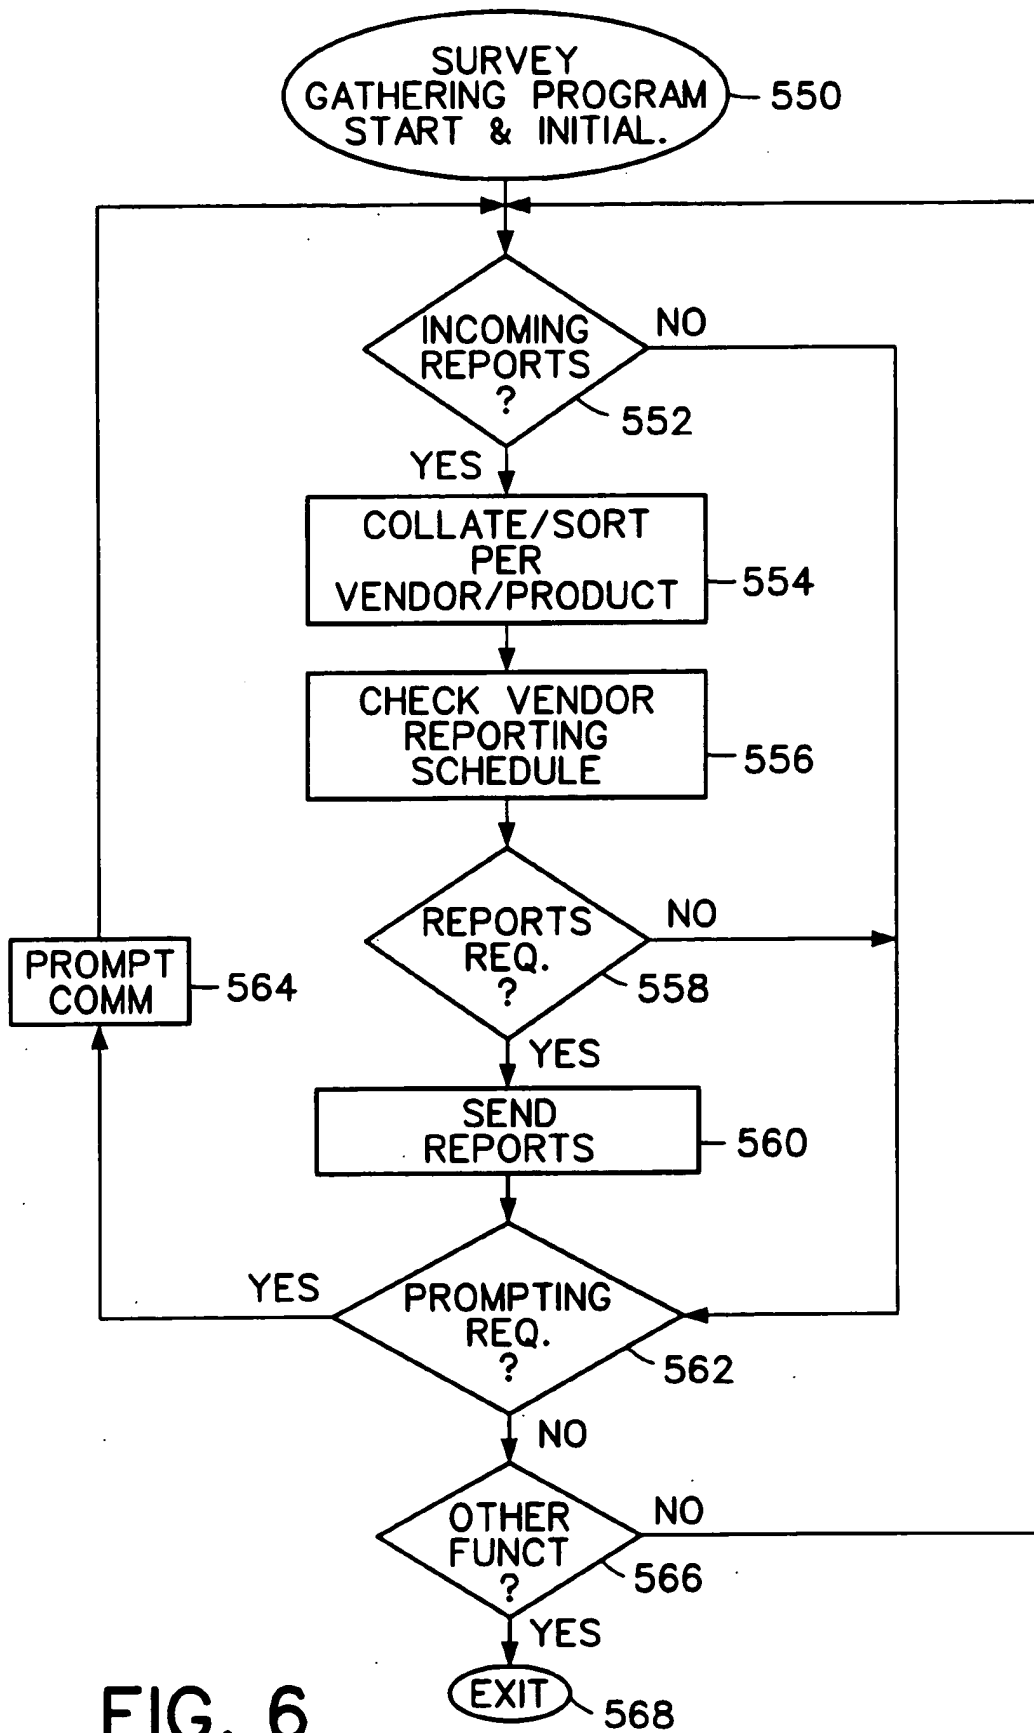 SURVEY
GATHERING PROGRAM
START & INITIAL.
550
INCOMING
REPORTS
?
552
NO
YES
COLLATE/SORT
PER
VENDOR/PRODUCT
554
CHECK VENDOR
REPORTING
SCHEDULE
556
REPORTS
REQ.
?
558
NO
PROMPT
COMM
564
YES
SEND
REPORTS
560
YES
PROMPTING
REQ.
?
562
NO
OTHER
FUNCT
?
566
NO
YES
EXIT
568
FIG. 6